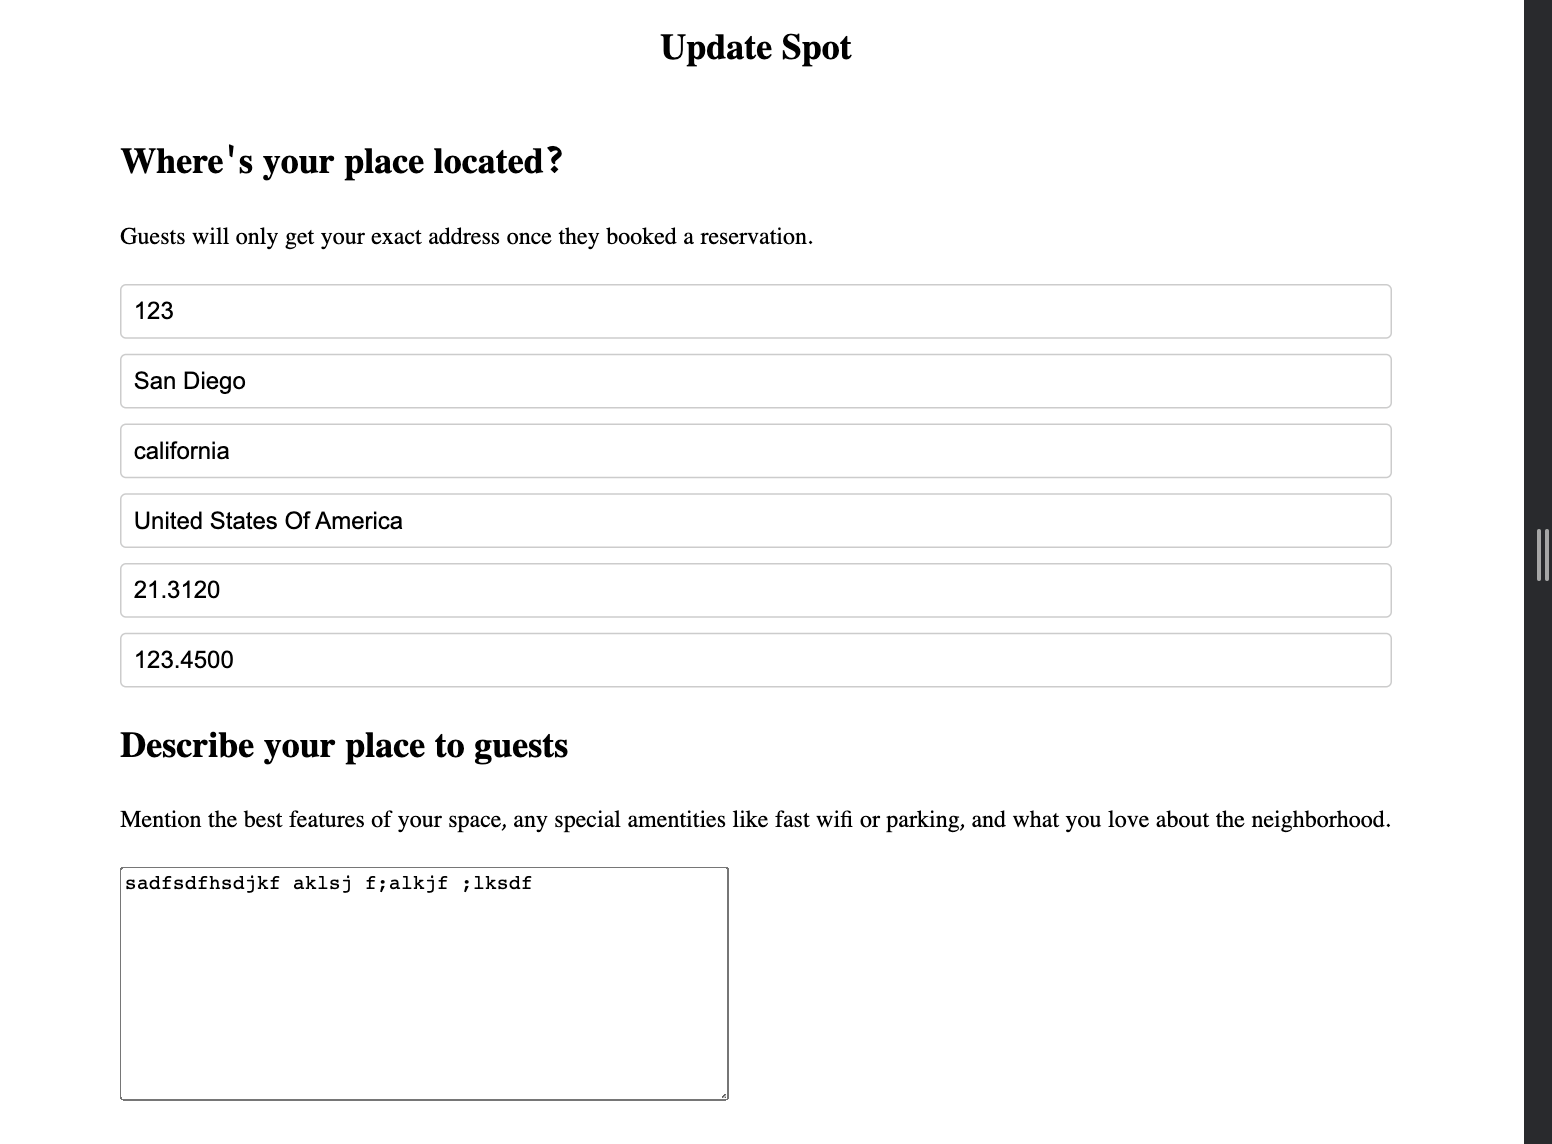 Update Spot
Where's your place located?
Guests will only get your exact address once they booked a reservation.
123
San Diego
california
United States Of America
21.3120
123.4500
Describe your place to guests
Mention the best features of your space, any special amentities like fast wifi or parking, and what you love about the neighborhood.
sadfsdfhsdjkf aklsj f;alkjf ;lksdf